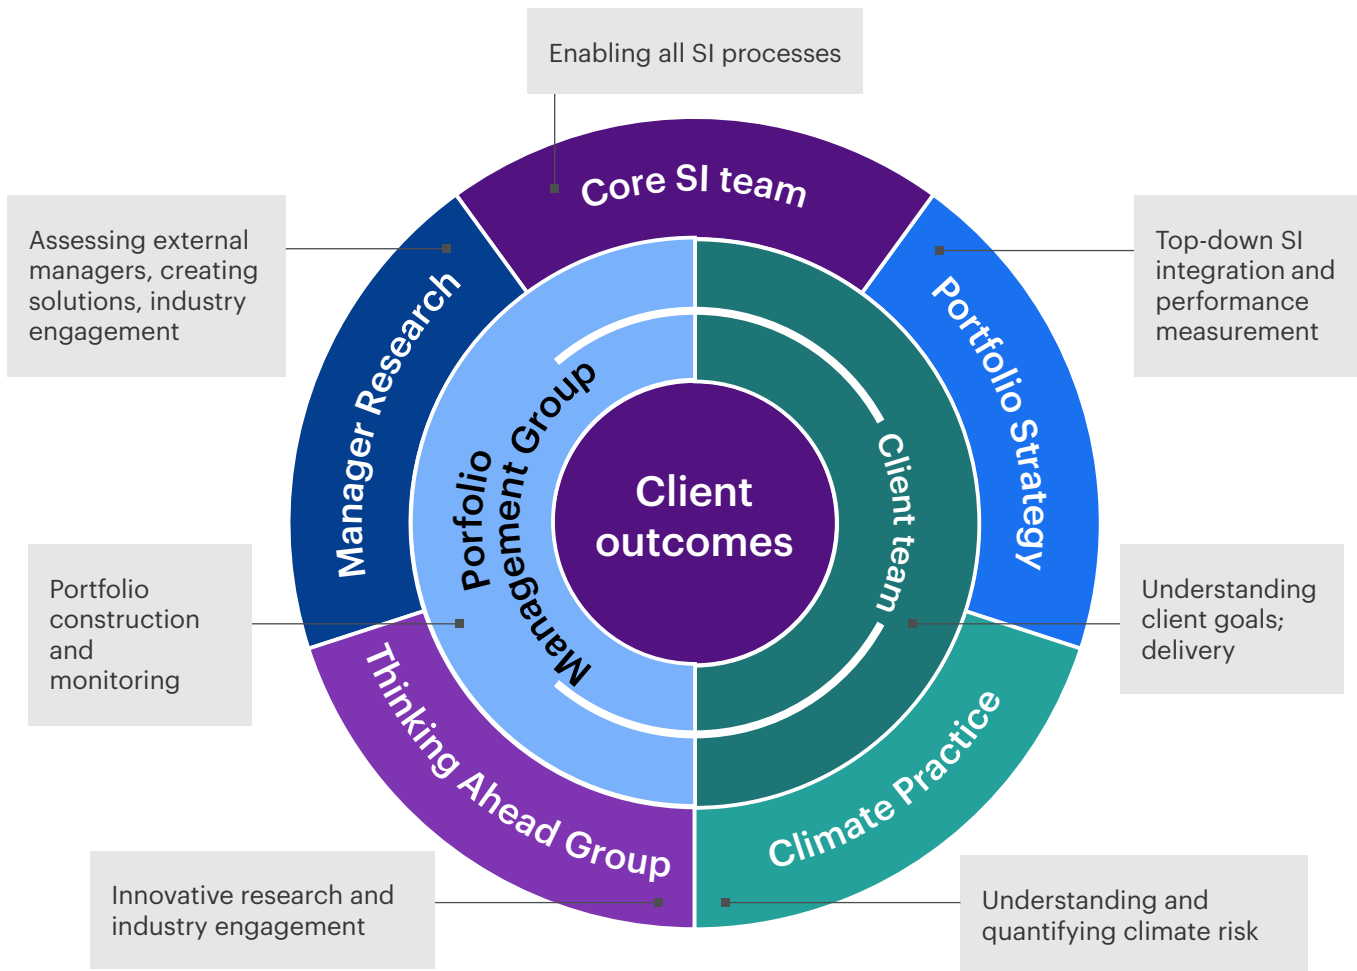 Enabling all SI processes
Core SI team
Assessing external
managers, creating
solutions, industry
engagement
Manager Research
Top-down SI
integration and
performance
measurement
Portfolio Strategy
Porfolio
Management Group
Client
outcomes
Client team
Portfolio
construction
and
monitoring
Understanding
client goals;
delivery
Thinking Ahead Group
Climate Practice
Innovative research and
industry engagement
Understanding and
quantifying climate risk